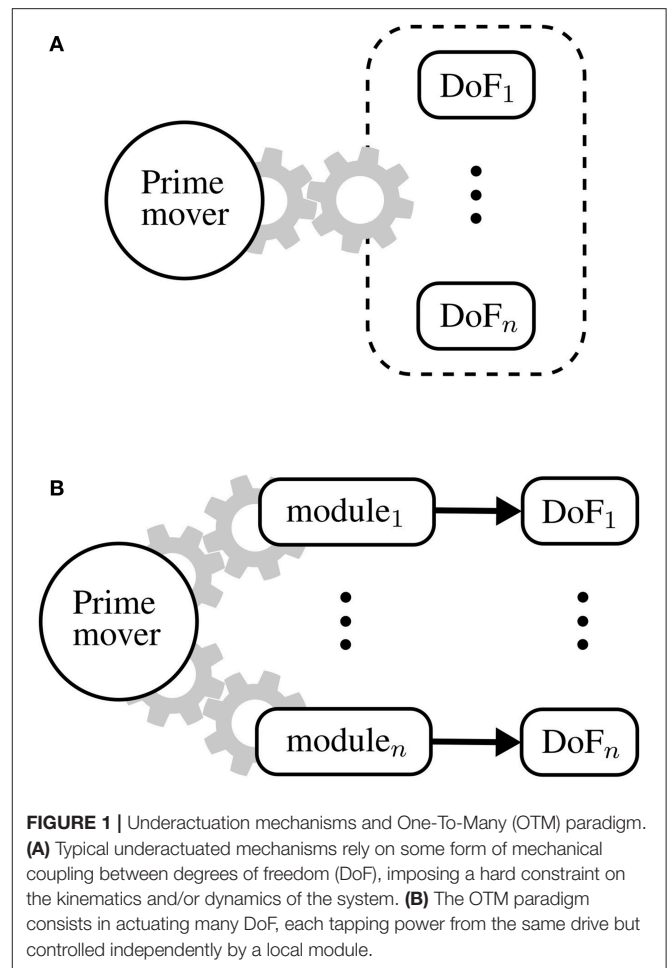 A
DoF₁
Prime
mover
DoFₙ
B
module₁
DoF₁
Prime
mover
moduleₙ
DoFₙ
FIGURE 1 | Underactuation mechanisms and One-To-Many (OTM) paradigm.
(A) Typical underactuated mechanisms rely on some form of mechanical
coupling between degrees of freedom (DoF), imposing a hard constraint on
the kinematics and/or dynamics of the system. (B) The OTM paradigm
consists in actuating many DoF, each tapping power from the same drive but
controlled independently by a local module.